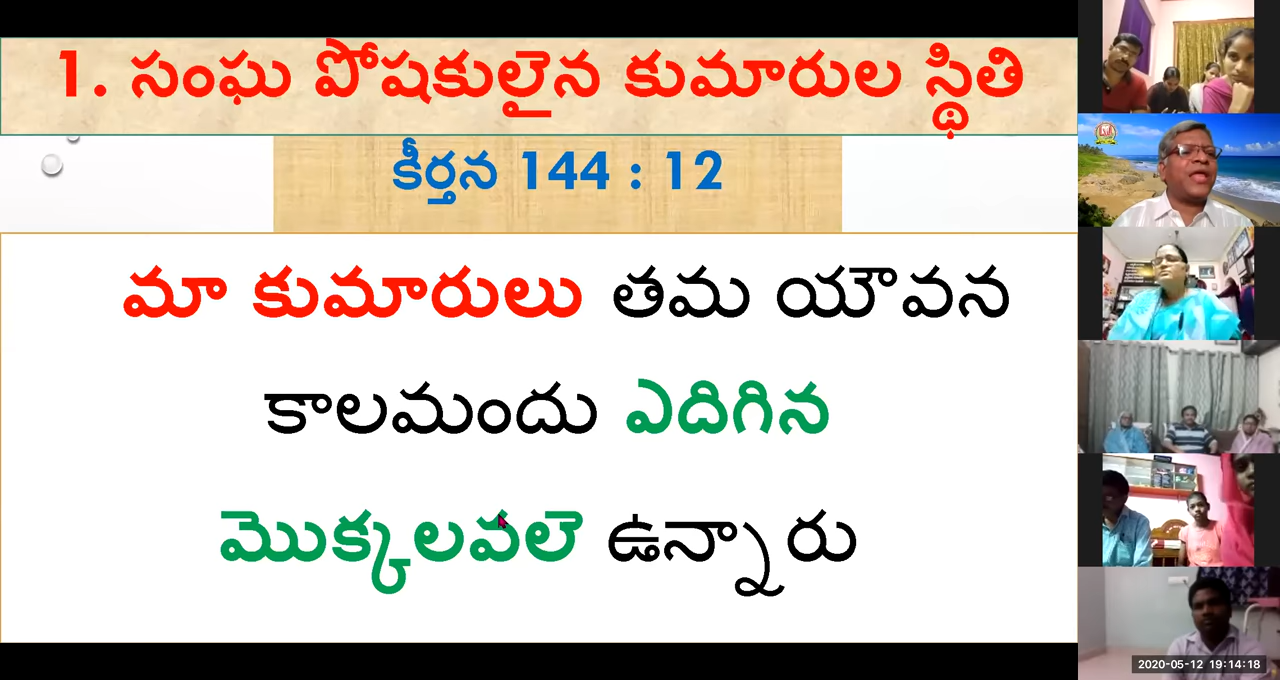 1. సంఘ పోషకులైన కుమారుల స్థితి
కీర్తన 144 : 12
మా కుమారులు తమ యౌవన
కాలమందు ఎదిగిన
మొక్కలవలె ఉన్నారు
2020-05-12 19:14:18